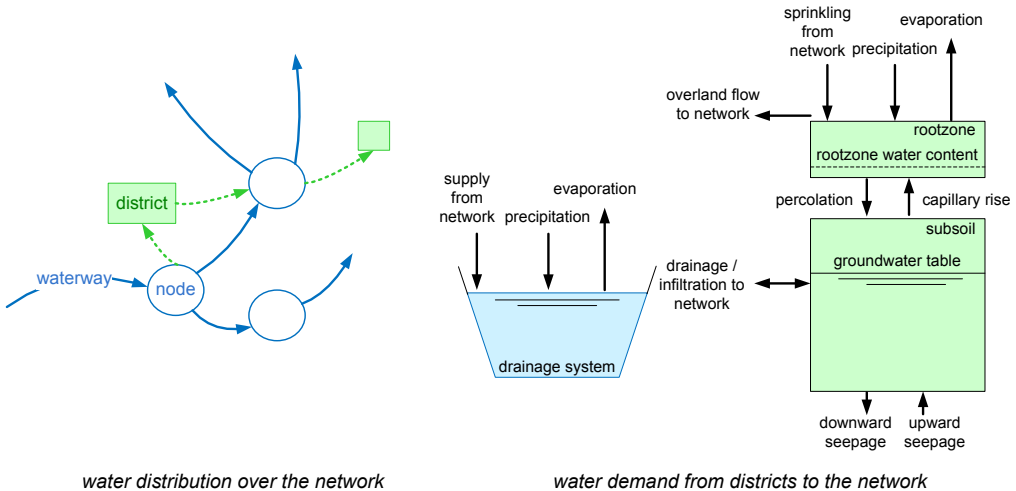 district
waterway
node
water distribution over the network
supply
from
network
precipitation
evaporation
drainage system
sprinkling
from
network
precipitation
evaporation
overland flow
to network
rootzone
rootzone water content
percolation
capillary rise
subsoil
groundwater table
drainage /
infiltration to
network
downward
seepage
upward
seepage
water demand from districts to the network